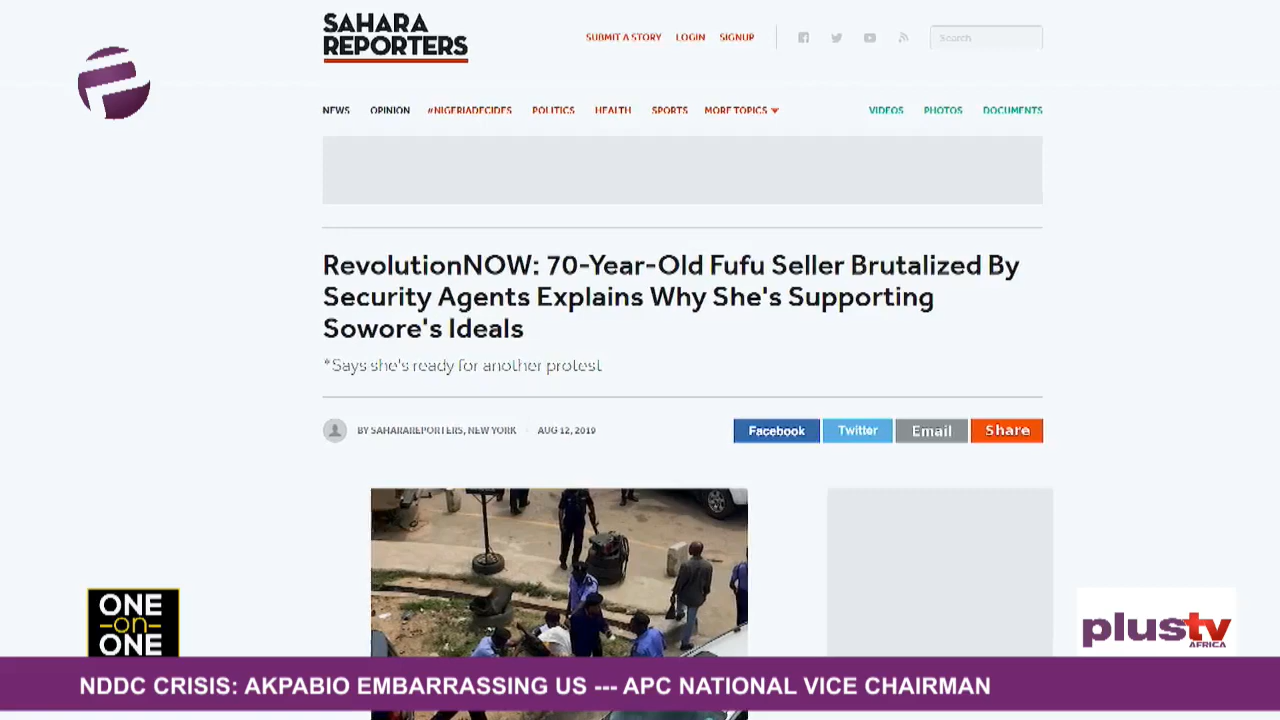 SAHARA
REPORTERS
SUBMIT A STORY LOGIN SIGNUP
Search
NEWS OPINION #NIGERIADECIDES POLITICS HEALTH SPORTS MORE TOPICS VIDEOS PHOTOS DOCUMENTS
RevolutionNOW: 70-Year-Old Fufu Seller Brutalized By
Security Agents Explains Why She's Supporting
Sowore's Ideals
*Says she's ready for another protest
BY SAHARAREPORTERS, NEW YORK AUG 12, 2019
Facebook Twitter Email Share
ONE
on
ONE
plustv
AFRICA
NDDC CRISIS: AKPABIO EMBARRASSING US --- APC NATIONAL VICE CHAIRMAN